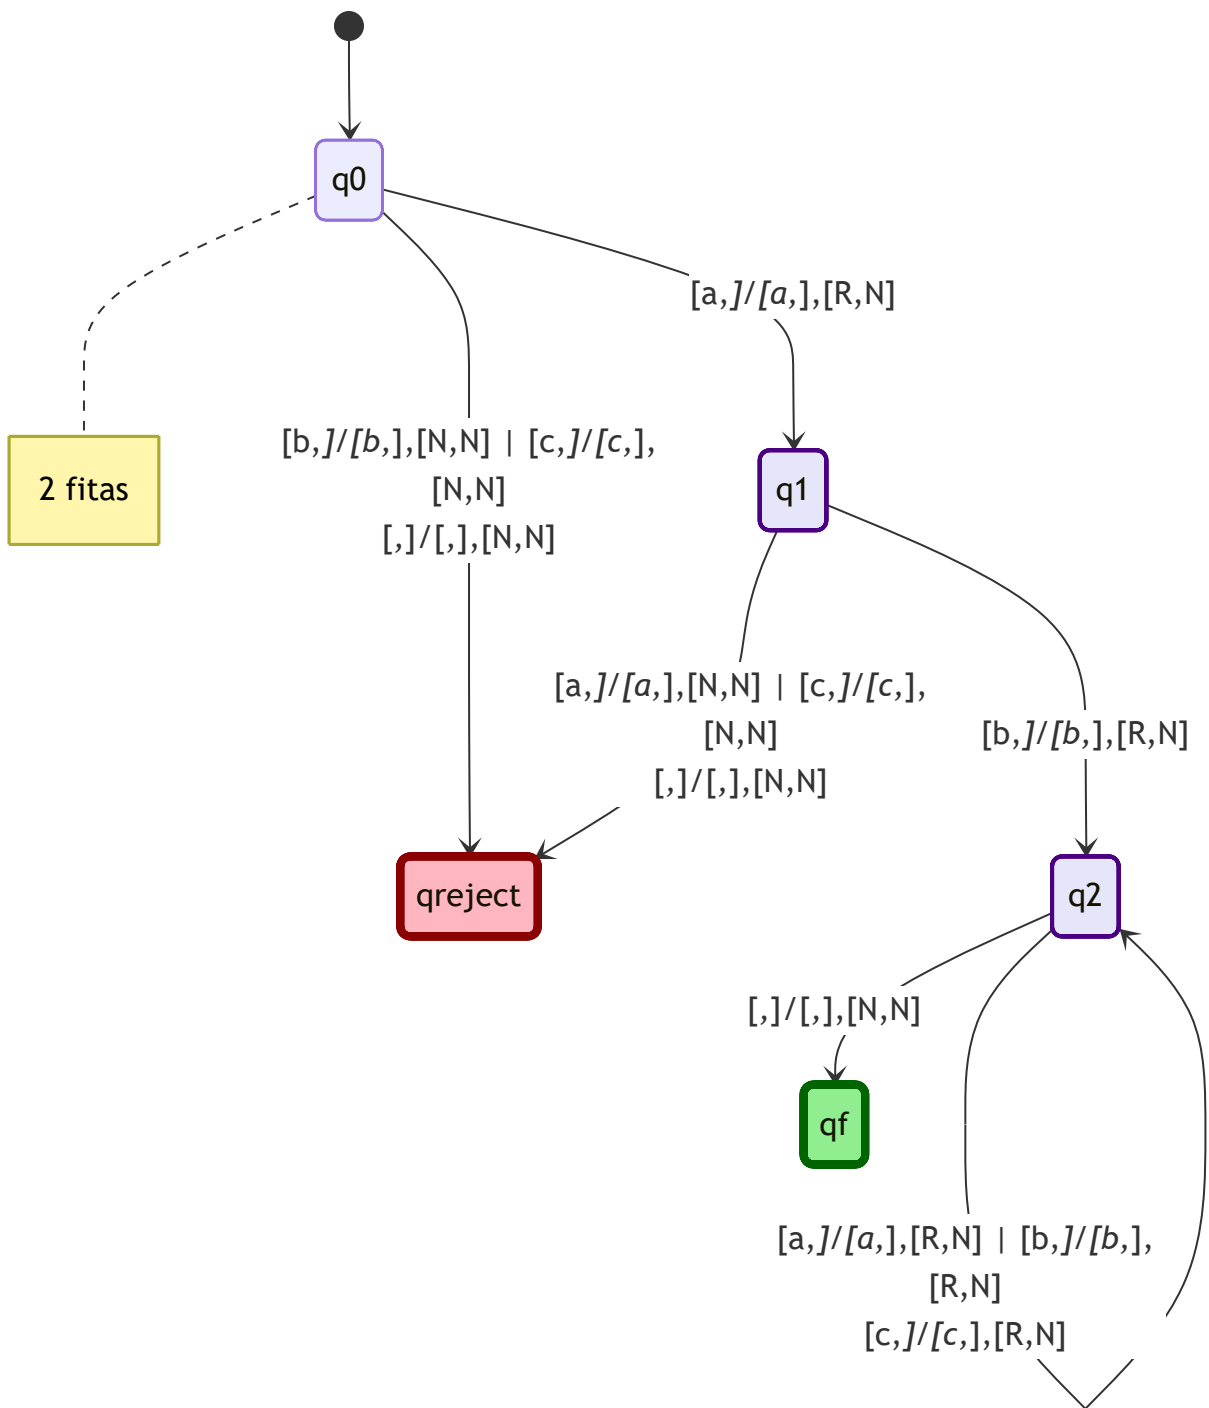 q0
[a,]/[a,],[R,N]
[b,]/[b,],[N,N] | [c,]/[c,],
[N,N]
[,]/[,],[N,N]
2 fitas
q1
[a,]/[a,],[N,N] | [c,]/[c,],
[N,N]
[,]/[,],[N,N]
[b,]/[b,],[R,N]
qreject
q2
[,]/[,],[N,N]
qf
[a,]/[a,],[R,N] | [b,]/[b,],
[R,N]
[c,]/[c,],[R,N]